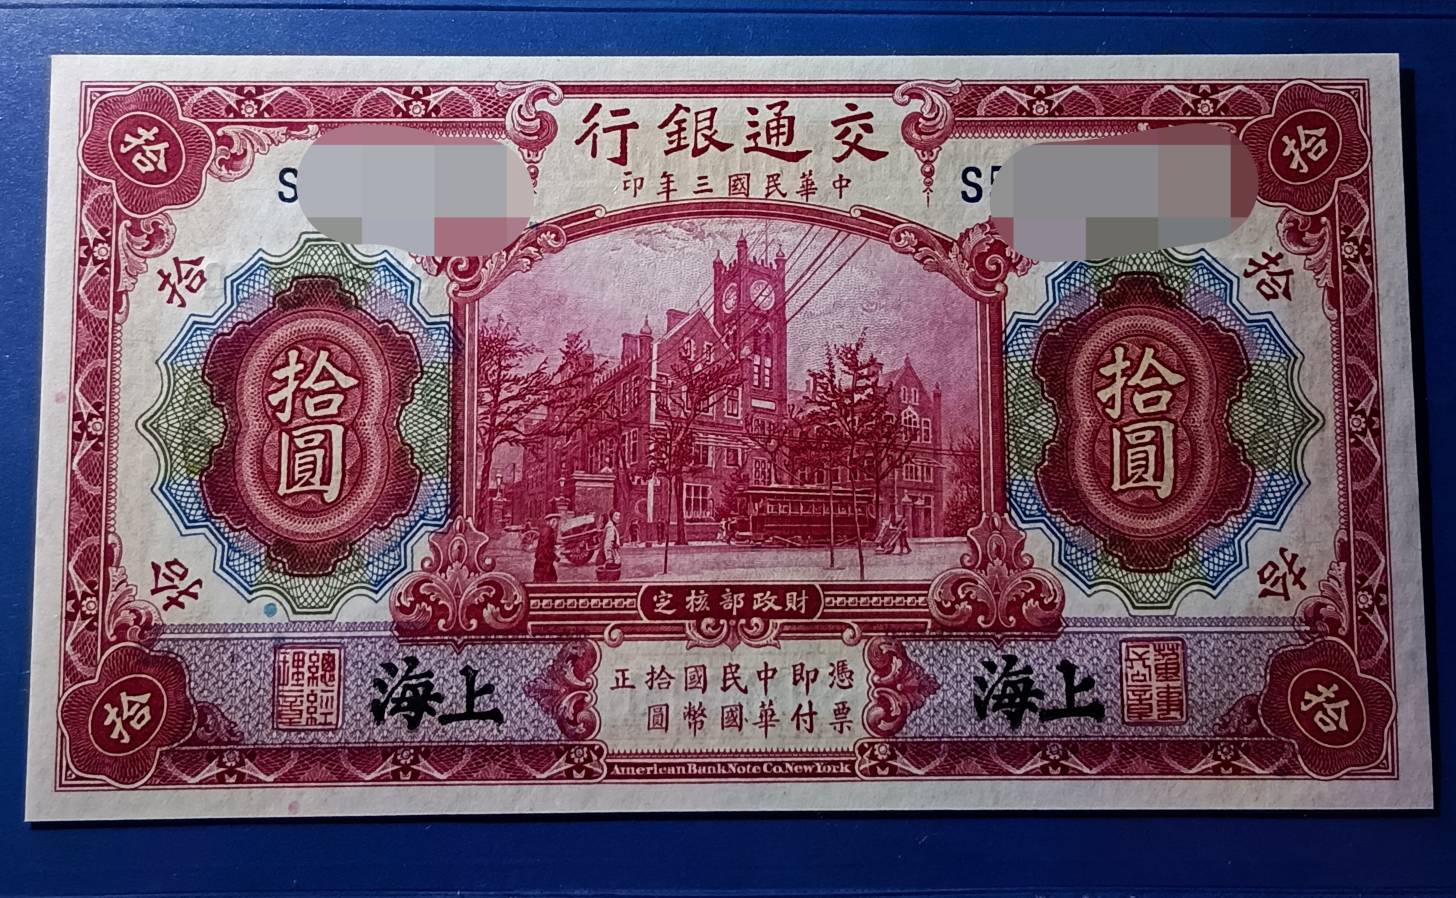 交通銀行
中華民國三年印
S
S
拾
拾
拾
拾
拾圓
拾圓
拾
拾
財政部核定
總經理章
上海
憑票即付中華民國國幣拾圓正
上海
董事長章
拾
拾
American Bank Note Co. New York